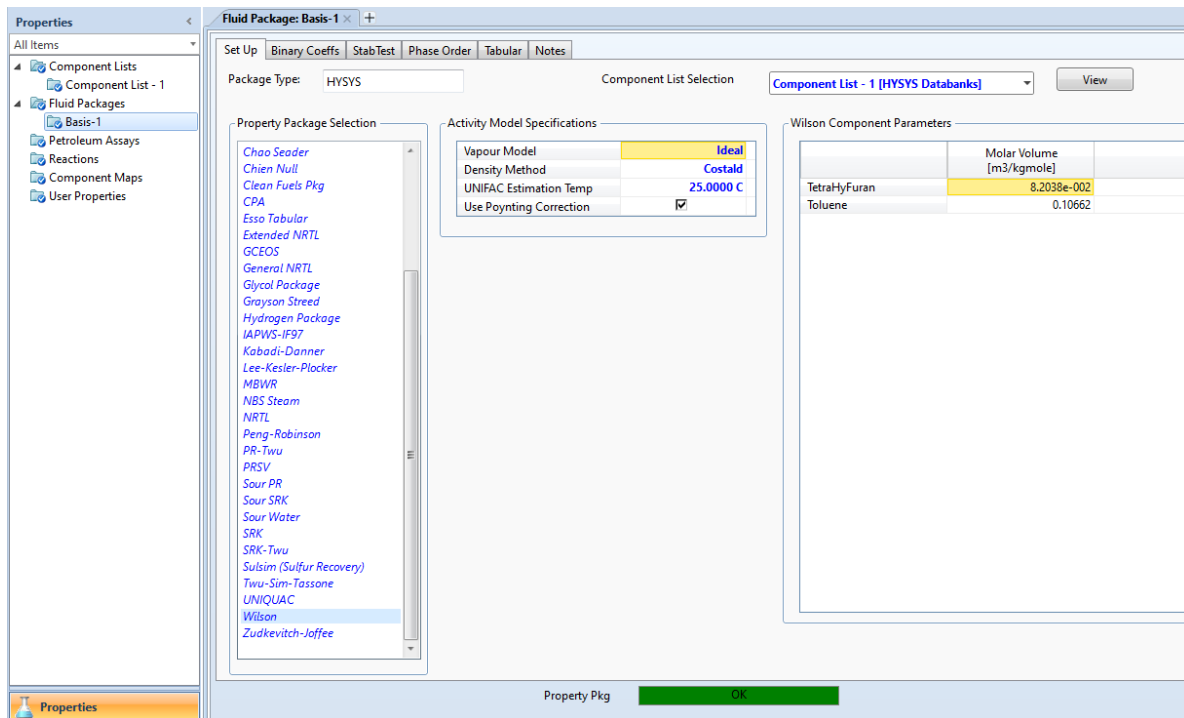 Properties <
All Items
Component Lists
Component List - 1
Fluid Packages
Basis-1
Petroleum Assays
Reactions
Component Maps
User Properties
Properties
Fluid Package: Basis-1 × +
Set Up Binary Coeffs StabTest Phase Order Tabular Notes
Package Type: HYSYS Component List Selection Component List - 1 [HYSYS Databanks] View
Property Package Selection
Chao Seader
Chien Null
Clean Fuels Pkg
CPA
Esso Tabular
Extended NRTL
GCEOS
General NRTL
Glycol Package
Grayson Streed
Hydrogen Package
IAPWS-IF97
Kabadi-Danner
Lee-Kesler-Plocker
MBWR
NBS Steam
NRTL
Peng-Robinson
PR-Twu
PRSV
Sour PR
Sour SRK
Sour Water
SRK
SRK-Twu
Sulsim (Sulfur Recovery)
Twu-Sim-Tassone
UNIQUAC
Wilson
Zudkevitch-Joffee
Activity Model Specifications
Vapour Model Ideal
Density Method Costald
UNIFAC Estimation Temp 25.0000 C
Use Poynting Correction
Wilson Component Parameters
Molar Volume
[m3/kgmole]
TetraHyFuran 8.2038e-002
Toluene 0.10662
Property Pkg OK